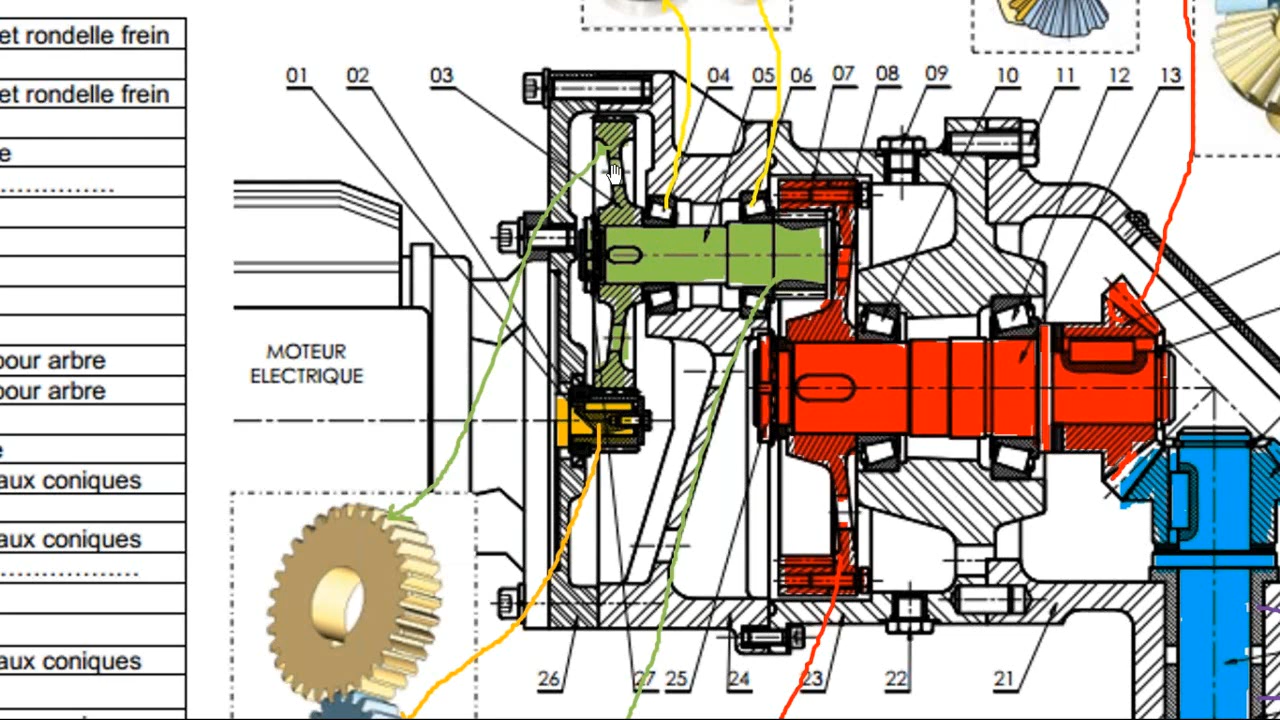 et rondelle frein
et rondelle frein
e
..................
pour arbre
pour arbre
e
aux coniques
aux coniques
..................
aux coniques
01 02 03 04 05 06 07 08 09 10 11 12 13
MOTEUR
ELECTRIQUE
26 27 25 24 23 22 21